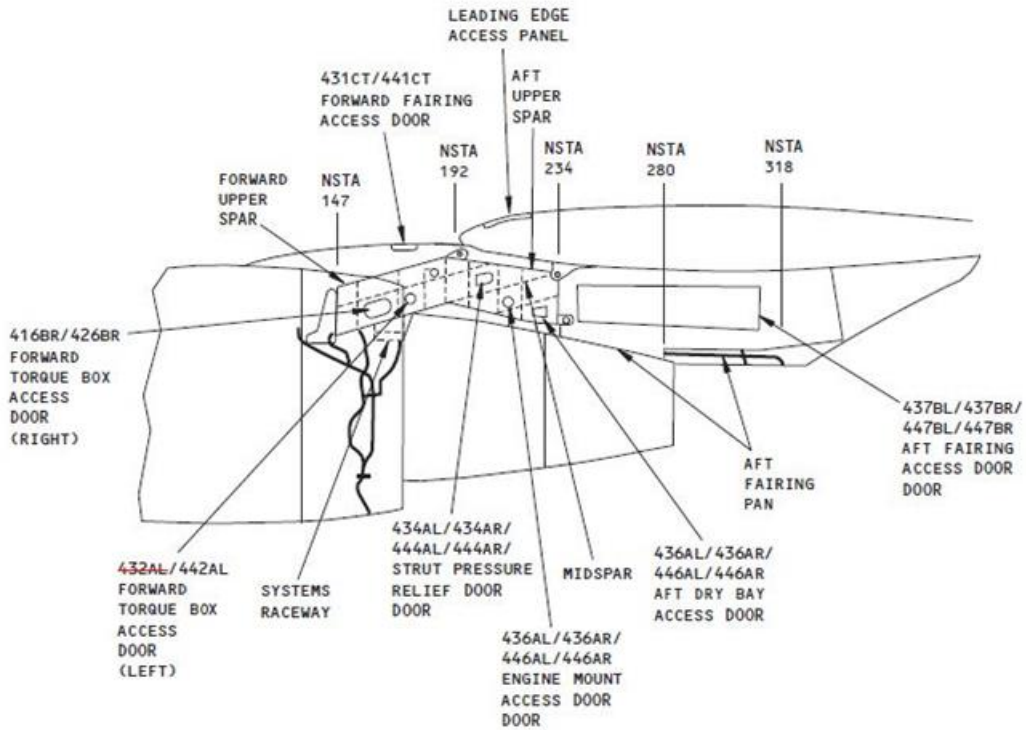 LEADING EDGE
ACCESS PANEL
431CT/441CT
FORWARD FAIRING
ACCESS DOOR
AFT
UPPER
SPAR
FORWARD
UPPER
SPAR
NSTA
147
NSTA
192
NSTA
234
NSTA
280
NSTA
318
416BR/426BR
FORWARD
TORQUE BOX
ACCESS
DOOR
(RIGHT)
437BL/437BR/
447BL/447BR
AFT FAIRING
ACCESS DOOR
DOOR
AFT
FAIRING
PAN
432AL/442AL
FORWARD
TORQUE BOX
ACCESS
DOOR
(LEFT)
SYSTEMS
RACEWAY
434AL/434AR/
444AL/444AR/
STRUT PRESSURE
RELIEF DOOR
DOOR
MIDSPAR
436AL/436AR/
446AL/446AR
AFT DRY BAY
ACCESS DOOR
436AL/436AR/
446AL/446AR
ENGINE MOUNT
ACCESS DOOR
DOOR